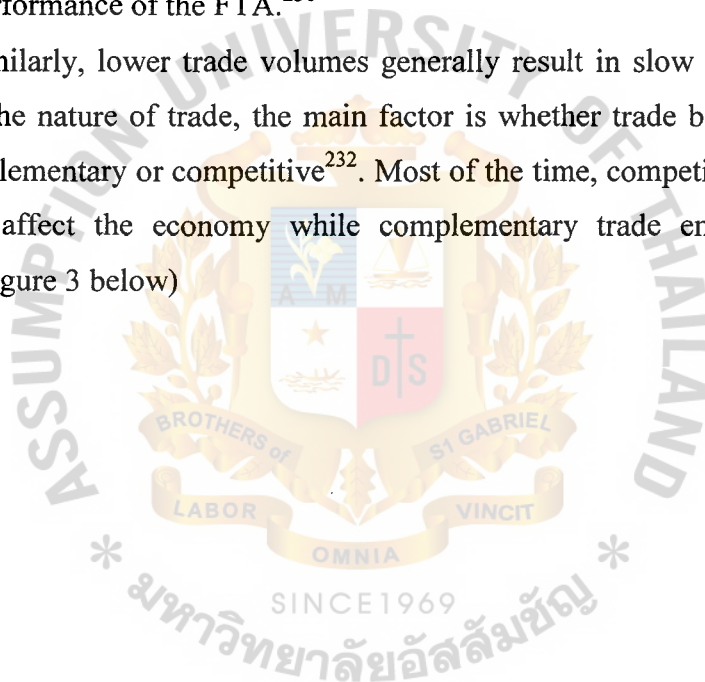 rformance of the FTA.
milarly, lower trade volumes generally result in slow
he nature of trade, the main factor is whether trade b
plementary or competitive232. Most of the time, competi
affect the economy while complementary trade en
gure 3 below)
ASSUMPTION UNIVERSITY OF THAILAND
A M
D S
BROTHERS of
S1 GABRIEL
LABOR
VINCIT
OMNIA
* SINCE1969 *
มหาวิทยาลัยอัสสัมชัญ